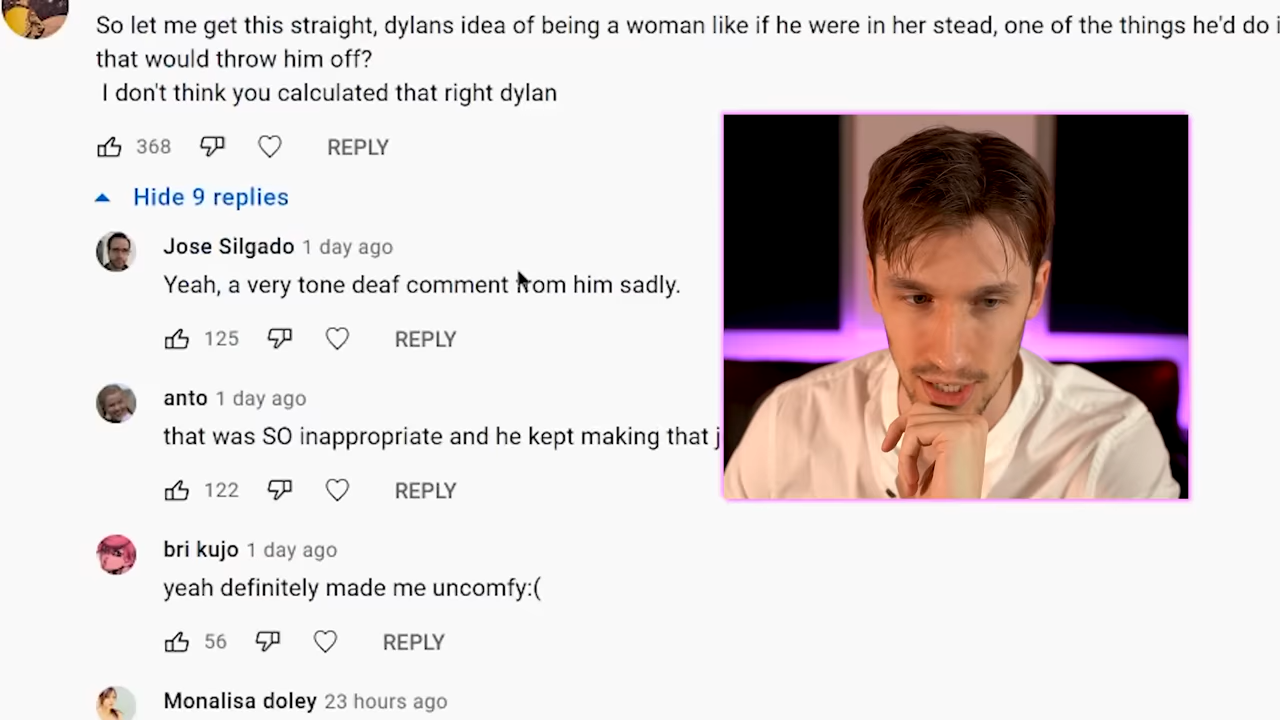 So let me get this straight, dylans idea of being a woman like if he were in her stead, one of the things he'd do i
that would throw him off?
I don't think you calculated that right dylan
368 REPLY
Hide 9 replies
Jose Silgado 1 day ago
Yeah, a very tone deaf comment from him sadly.
125 REPLY
anto 1 day ago
that was SO inappropriate and he kept making that j
122 REPLY
bri kujo 1 day ago
yeah definitely made me uncomfy:(
56 REPLY
Monalisa doley 23 hours ago